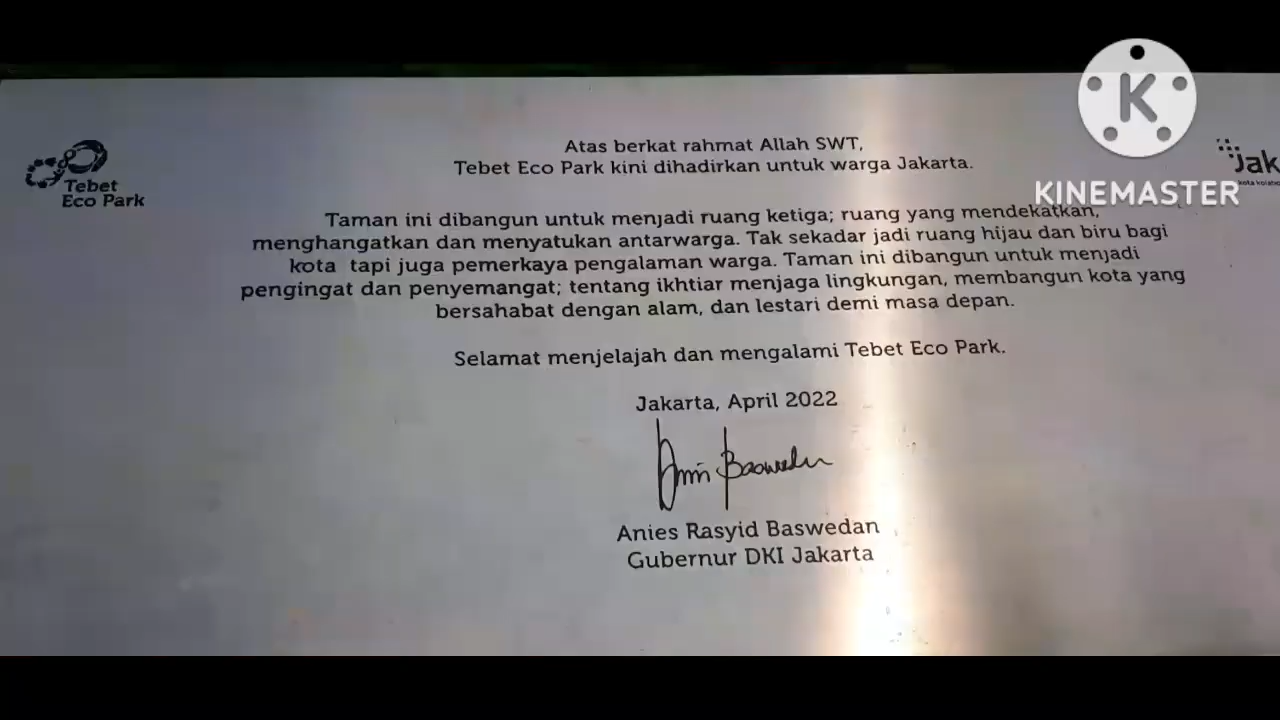 Atas berkat rahmat Allah SWT,
Tebet Eco Park kini dihadirkan untuk warga Jakarta.
Tebet
Eco Park
K
KINEMASTER
Jak
Taman ini dibangun untuk menjadi ruang ketiga; ruang yang mendekatkan,
menghangatkan dan menyatukan antarwarga. Tak sekadar jadi ruang hijau dan biru bagi
kota tapi juga pemerkaya pengalaman warga. Taman ini dibangun untuk menjadi
pengingat dan penyemangat; tentang ikhtiar menjaga lingkungan, membangun kota yang
bersahabat dengan alam, dan lestari demi masa depan.
Selamat menjelajah dan mengalami Tebet Eco Park.
Jakarta, April 2022
Anies Baswedan
Anies Rasyid Baswedan
Gubernur DKI Jakarta